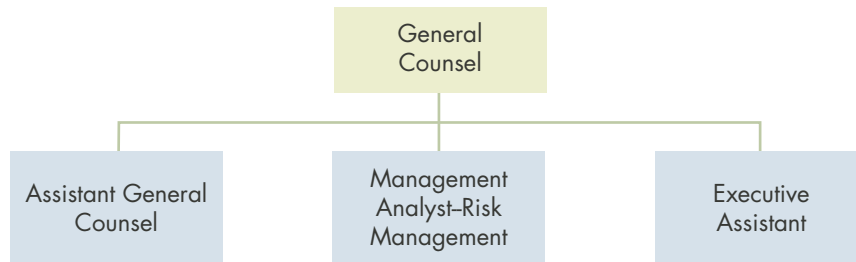 General
Counsel
Assistant General
Counsel
Management
Analyst–Risk
Management
Executive
Assistant